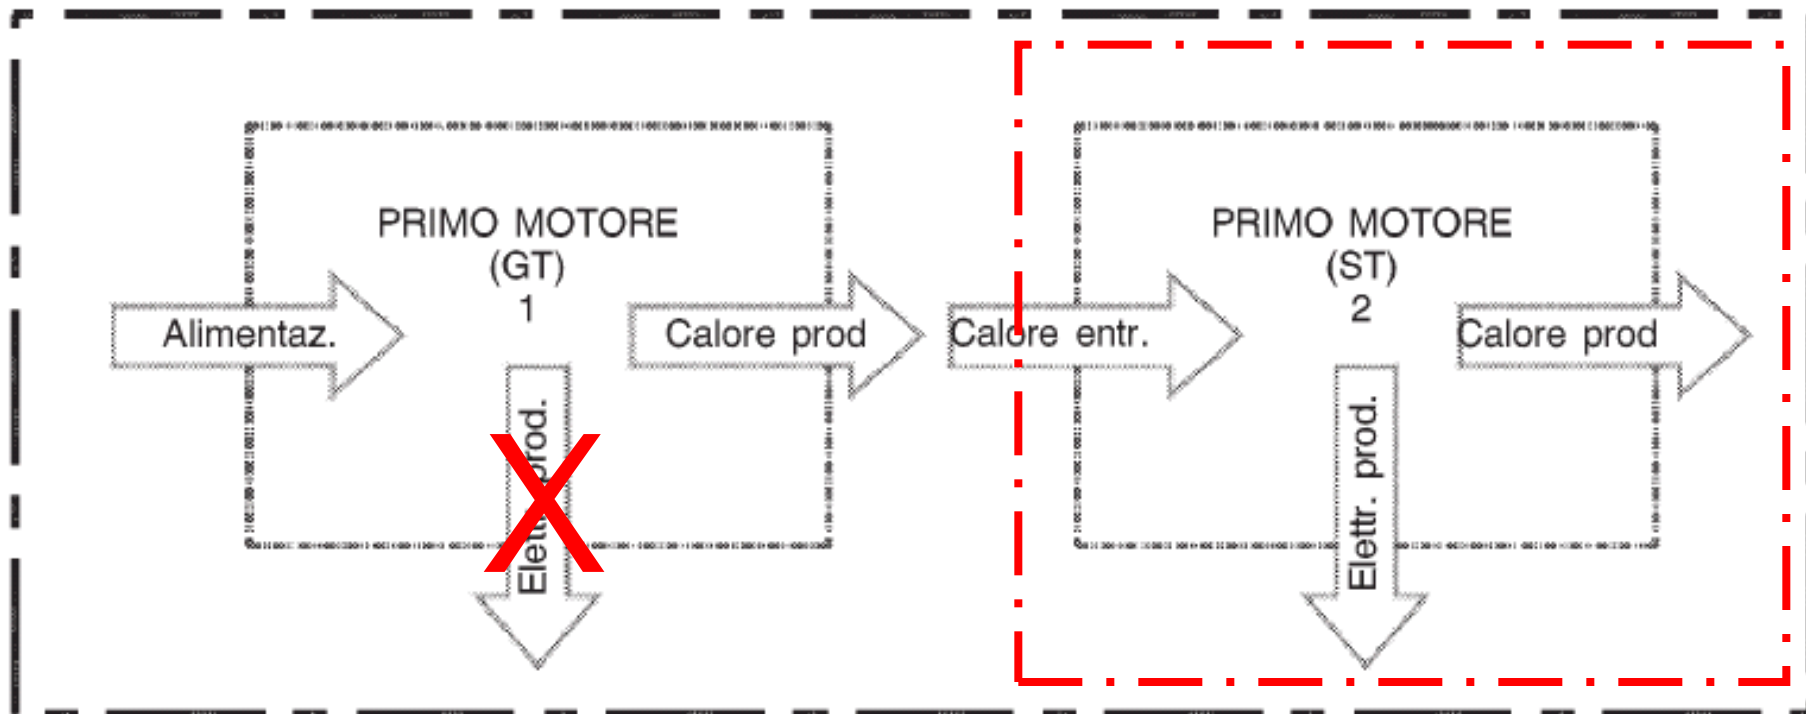 PRIMO MOTORE
(GT)
1
Alimentaz.
Calore prod
Elettr. prod.
PRIMO MOTORE
(ST)
2
Calore entr.
Calore prod
Elettr. prod.
X